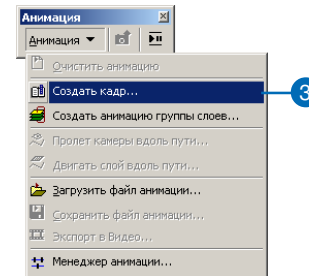 Анимация
Анимация
Очистить анимацию
Создать кадр...
3
Создать анимацию группы слоев...
Пролет камеры вдоль пути...
Двигать слой вдоль пути...
Загрузить файл анимации...
Сохранить файл анимации...
Экспорт в Видео...
Менеджер анимации...